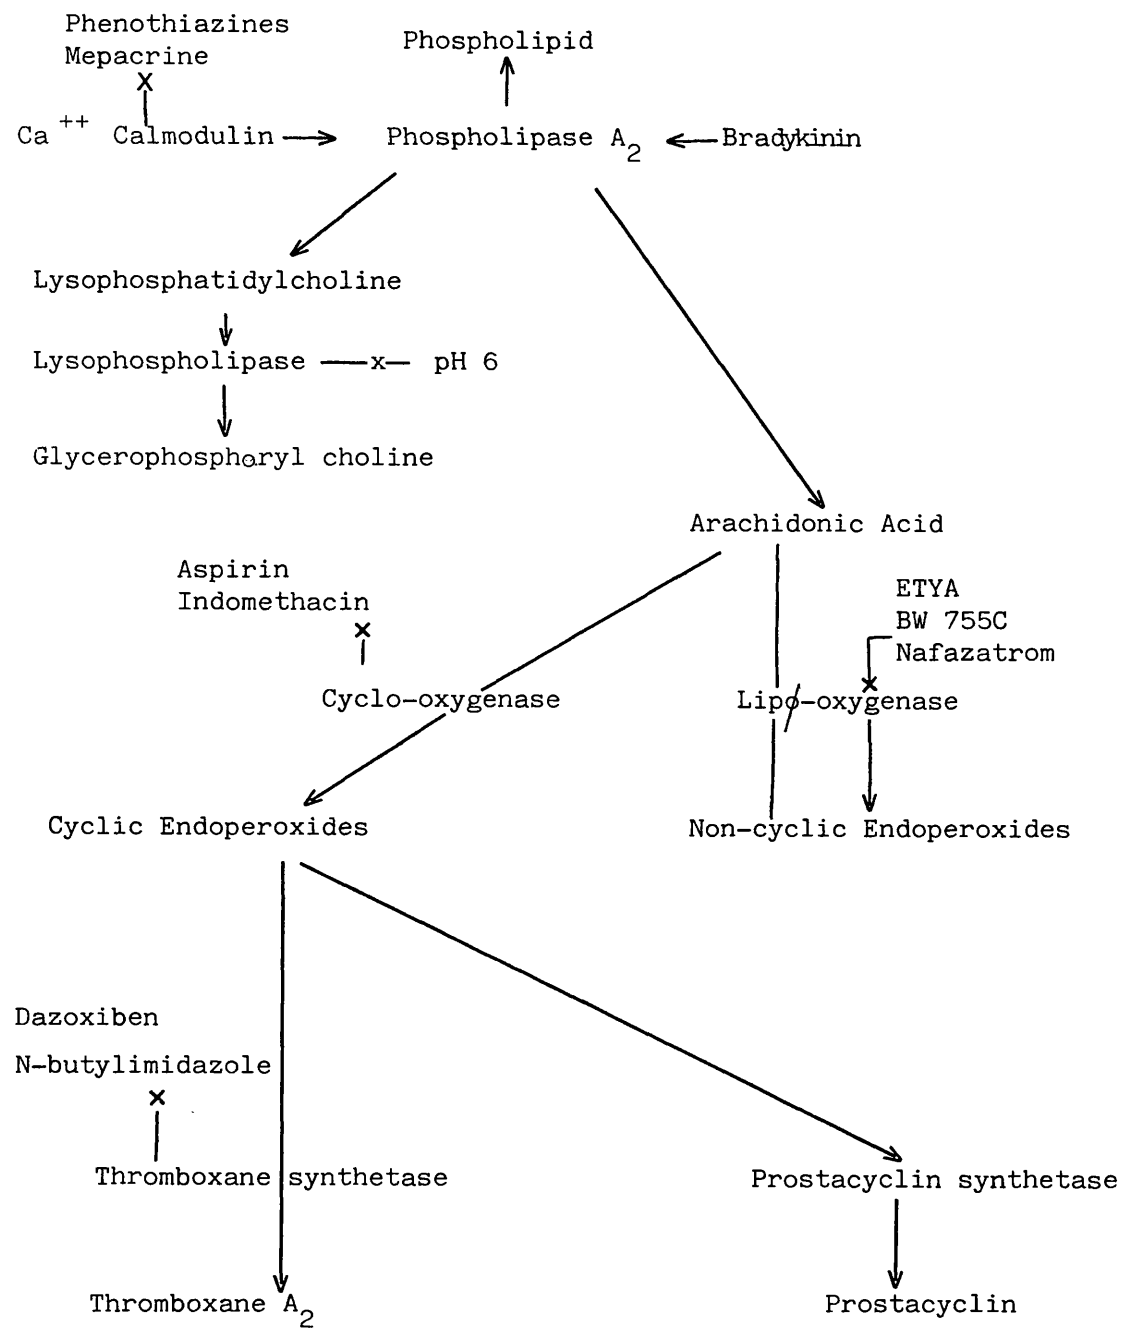 Phenothiazines
Mepacrine
Phospholipid
X
Ca ++ Calmodulin
Phospholipase A2
Bradykinin
Lysophosphatidylcholine
Lysophospholipase
x
pH 6
Glycerophosphoryl choline
Arachidonic Acid
Aspirin
Indomethacin
x
ETYA
BW 755C
Nafazatrom
x
Cyclo-oxygenase
Lipo-oxygenase
Cyclic Endoperoxides
Non-cyclic Endoperoxides
Dazoxiben
N-butylimidazole
x
Thromboxane synthetase
Prostacyclin synthetase
Thromboxane A2
Prostacyclin